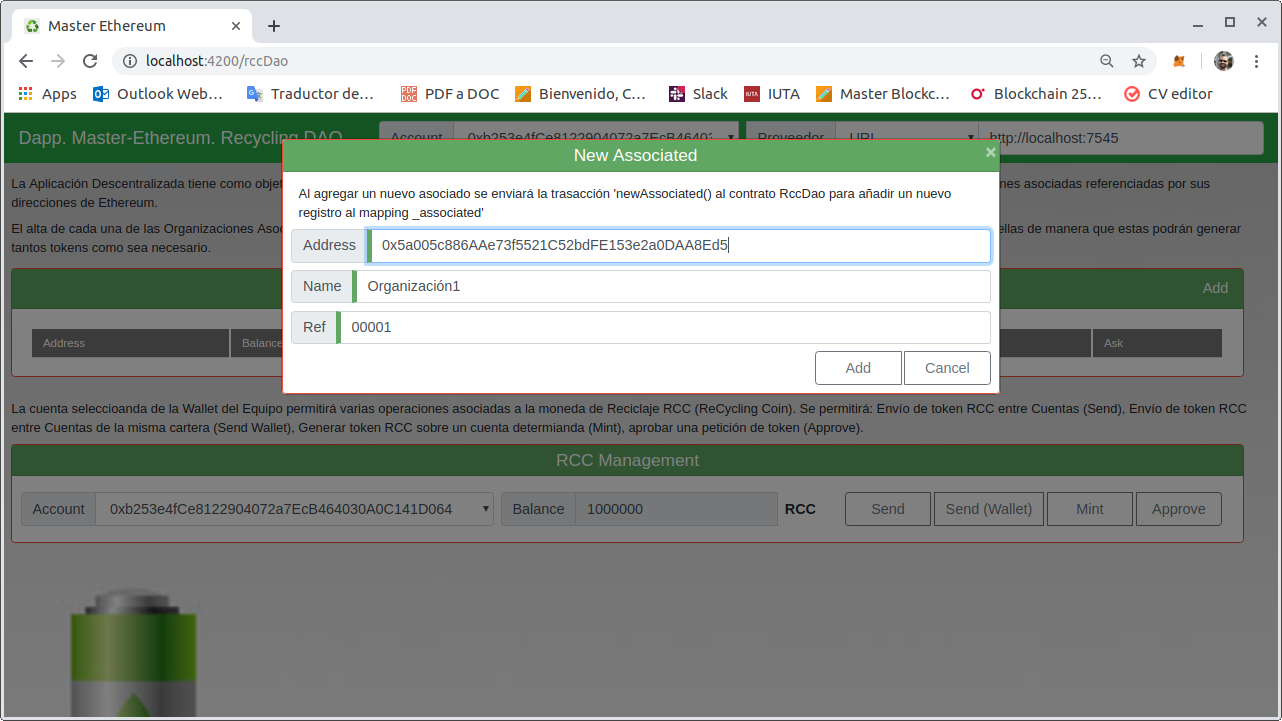 Master Ethereum
localhost:4200/rccDao
Apps Outlook Web… Traductor de… PDF a DOC Bienvenido, C… Slack IUTA Master Blockc… Blockchain 25… CV editor
Dapp. Master-Ethereum. Recycling DAO Account 0xb253e4fCe8122904072a7EcB464030 Proveedor URL http://localhost:7545
New Associated ×
La Aplicación Descentralizada tiene como obje nes asociadas referenciadas por sus
direcciones de Ethereum.
El alta de cada una de las Organizaciones Aso ellas de manera que estas podrán generar
tantos tokens como sea necesario.
Al agregar un nuevo asociado se enviará la trasacción 'newAssociated() al contrato RccDao para añadir un nuevo
registro al mapping _associated'
Address 0x5a005c886AAe73f5521C52bdFE153e2a0DAA8Ed5
Name Organización1
Ref 00001
Add Cancel
Add
Address Balance Ask
La cuenta seleccioanda de la Wallet del Equipo permitirá varias operaciones asociadas a la moneda de Reciclaje RCC (ReCycling Coin). Se permitirá: Envío de token RCC entre Cuentas (Send), Envío de token RCC
entre Cuentas de la misma cartera (Send Wallet), Generar token RCC sobre un cuenta determianda (Mint), aprobar una petición de token (Approve).
RCC Management
Account 0xb253e4fCe8122904072a7EcB464030A0C141D064 Balance 1000000 RCC Send Send (Wallet) Mint Approve